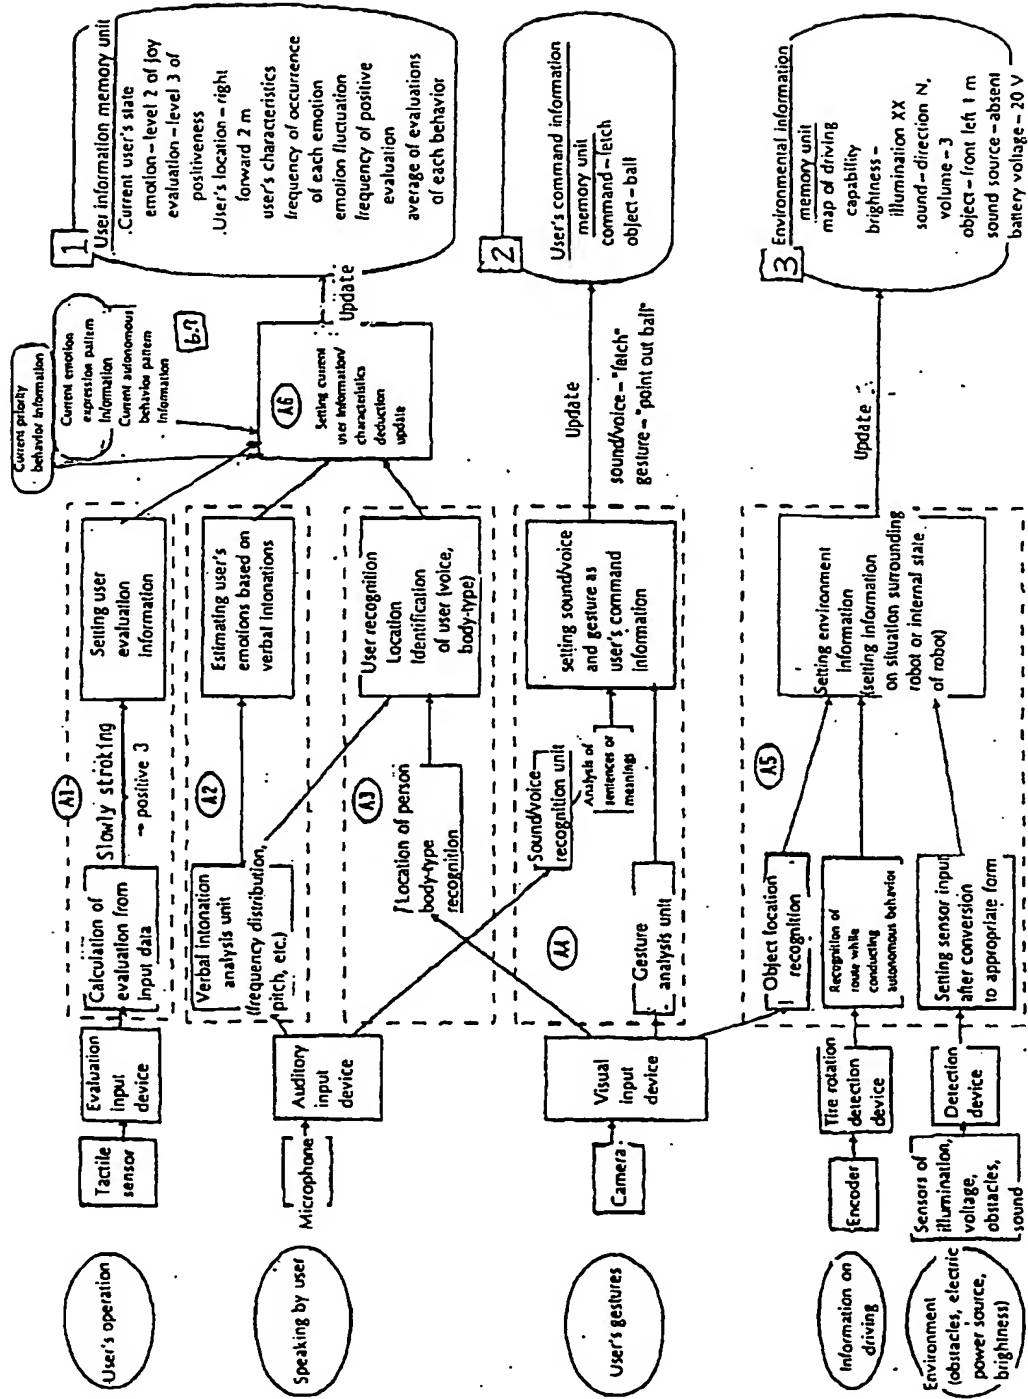 User's operation
Speaking by user
User's gestures
Information on
driving
Environment
(obstacles, electric
power source,
brightness)
Tactile
sensor
Microphone
Camera
Encoder
Sensors of
illumination,
voltage,
obstacles,
sound
Evaluation
input
device
Auditory
input
device
Visual
input
device
Tire rotation
detection
device
Detection
device
A1
Calculation of
evaluation from
input data
Slowly stroking
→ positive 3
Setting user
evaluation
Information
A2
Verbal intonation
analysis unit
(frequency distribution,
pitch, etc.)
Estimating user's
emotions based on
verbal intonations
A3
Location of person
body-type
recognition
User recognition
Location
Identification
of user (voice,
body-type)
A4
Sound/voice
recognition unit
Analysis of
sentences or
meanings
Gesture
analysis unit
setting sound/voice
and gesture as
user's command
Information
A5
Object location
recognition
Recognition of
route while
conducting
autonomous behavior
Setting sensor input
after conversion
to appropriate form
Setting environment
Information
(setting information
on situation surrounding
robot or internal state
of robot)
Current priority
behavior Information
Current emotion
expression pattern
Information
Current autonomous
behavior pattern
Information
6.7
A6
Setting current
user Information/
characteristics
deduction
update
Update
1
User information memory unit
.Current user's state
emotion-level 2 of joy
evaluation-level 3 of
positiveness
.User's location-right
forward 2 m
user's characteristics
frequency of occurrence
of each emotion
emotion fluctuation
frequency of positive
evaluation
average of evaluations
of each behavior
Update
sound/voice="fetch"
gesture="point out ball"
2
User's command information
memory unit
command-fetch
object-ball
Update
3
Environmental information
memory unit
map of driving
capability
brightness-
illumination XX
sound-direction N,
volume-3
object-front left 1 m
sound source-absent
battery voltage-20 V